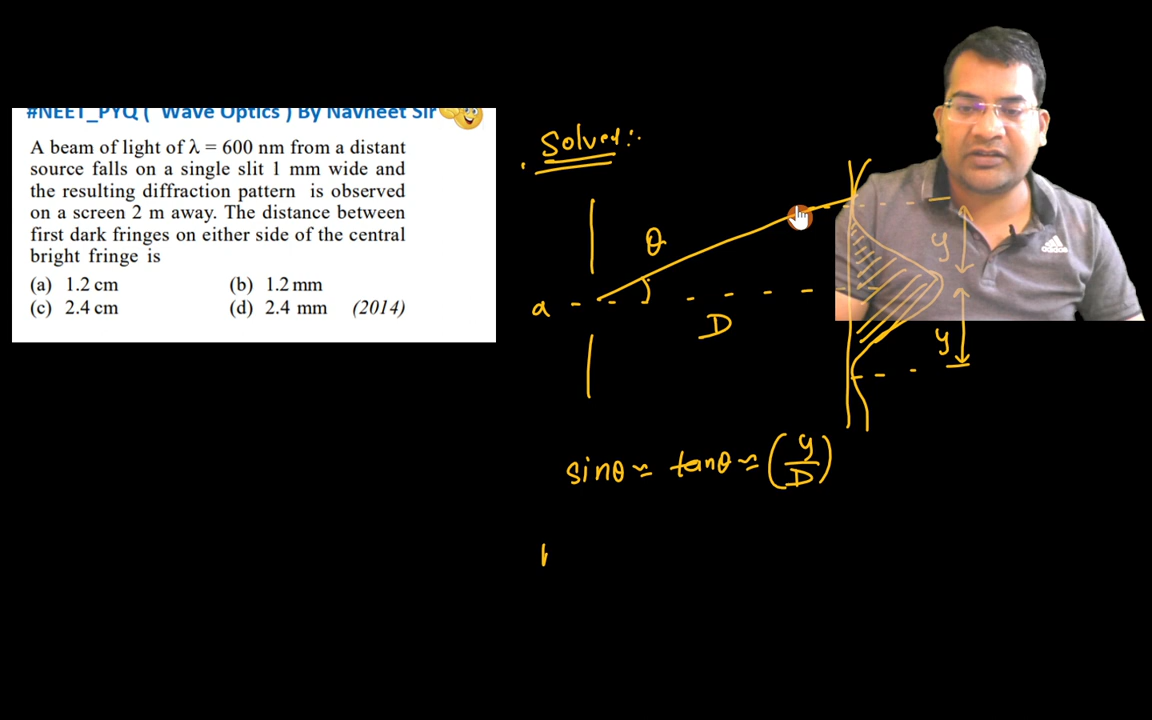 #NEET_PYQ ( Wave Optics ) By Navneet Sir
A beam of light of λ = 600 nm from a distant
source falls on a single slit 1 mm wide and
the resulting diffraction pattern is observed
on a screen 2 m away. The distance between
first dark fringes on either side of the central
bright fringe is
(a) 1.2 cm (b) 1.2 mm
(c) 2.4 cm (d) 2.4 mm (2014)
Solve :
θ
a
D
y
y
adidas
sinθ ≈ tanθ ≈ (y/D)